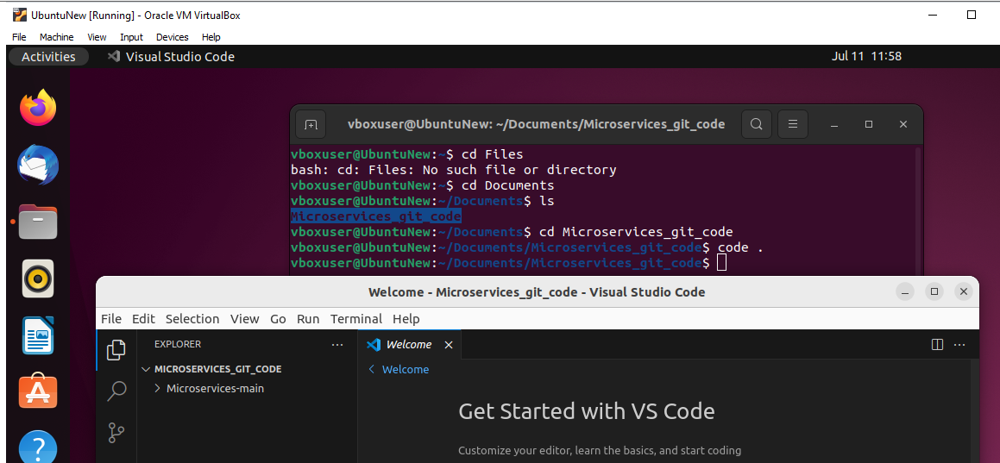 UbuntuNew [Running] - Oracle VM VirtualBox
File Machine View Input Devices Help
Activities Visual Studio Code Jul 11 11:58
vboxuser@UbuntuNew: ~/Documents/Microservices_git_code
vboxuser@UbuntuNew:~$ cd Files
bash: cd: Files: No such file or directory
vboxuser@UbuntuNew:~$ cd Documents
vboxuser@UbuntuNew:~/Documents$ ls
Microservices_git_code
vboxuser@UbuntuNew:~/Documents$ cd Microservices_git_code
vboxuser@UbuntuNew:~/Documents/Microservices_git_code$ code .
vboxuser@UbuntuNew:~/Documents/Microservices_git_code$
Welcome - Microservices_git_code - Visual Studio Code
File Edit Selection View Go Run Terminal Help
EXPLORER
MICROSERVICES_GIT_CODE
Microservices-main
Welcome
Welcome
Get Started with VS Code
Customize your editor, learn the basics, and start coding